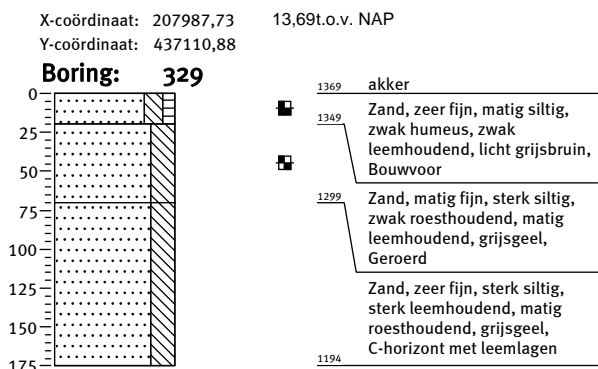 X-coördinaat: 207987,73 13,69t.o.v. NAP
Y-coördinaat: 437110,88
Boring: 329
0
25
50
75
100
125
150
175
1369 akker
1349 Zand, zeer fijn, matig siltig,
zwak humeus, zwak
leemhoudend, licht grijsbruin,
Bouwvoor
1299 Zand, matig fijn, sterk siltig,
zwak roesthoudend, matig
leemhoudend, grijsgeel,
Geroerd
Zand, zeer fijn, sterk siltig,
sterk leemhoudend, matig
roesthoudend, grijsgeel,
C-horizont met leemlagen
1194